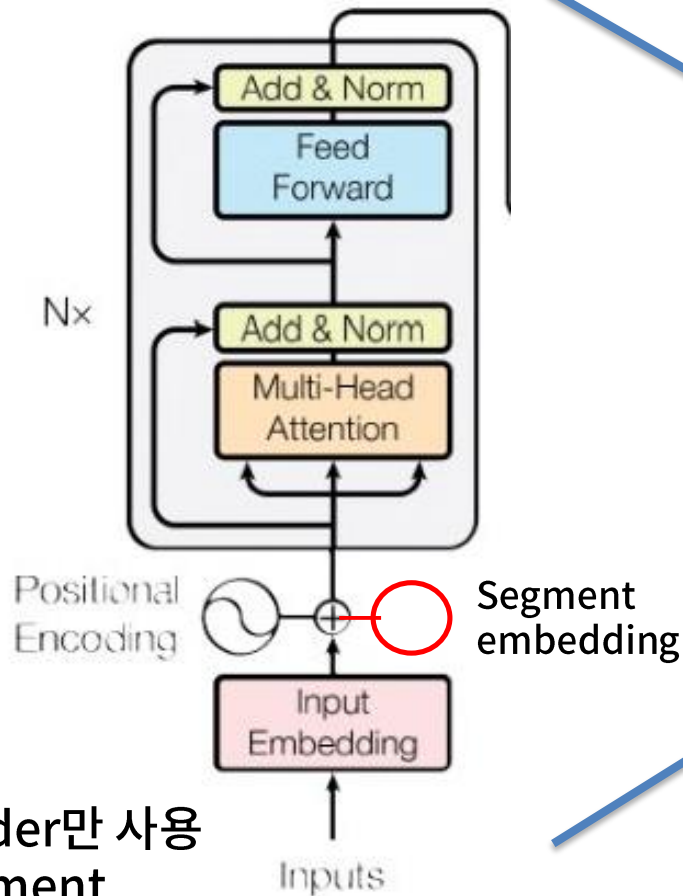 Add & Norm
Feed
Forward
Nx
Add & Norm
Multi-Head
Attention
Positional
Encoding
Segment
embedding
Input
Embedding
der만 사용
ment
Inputs